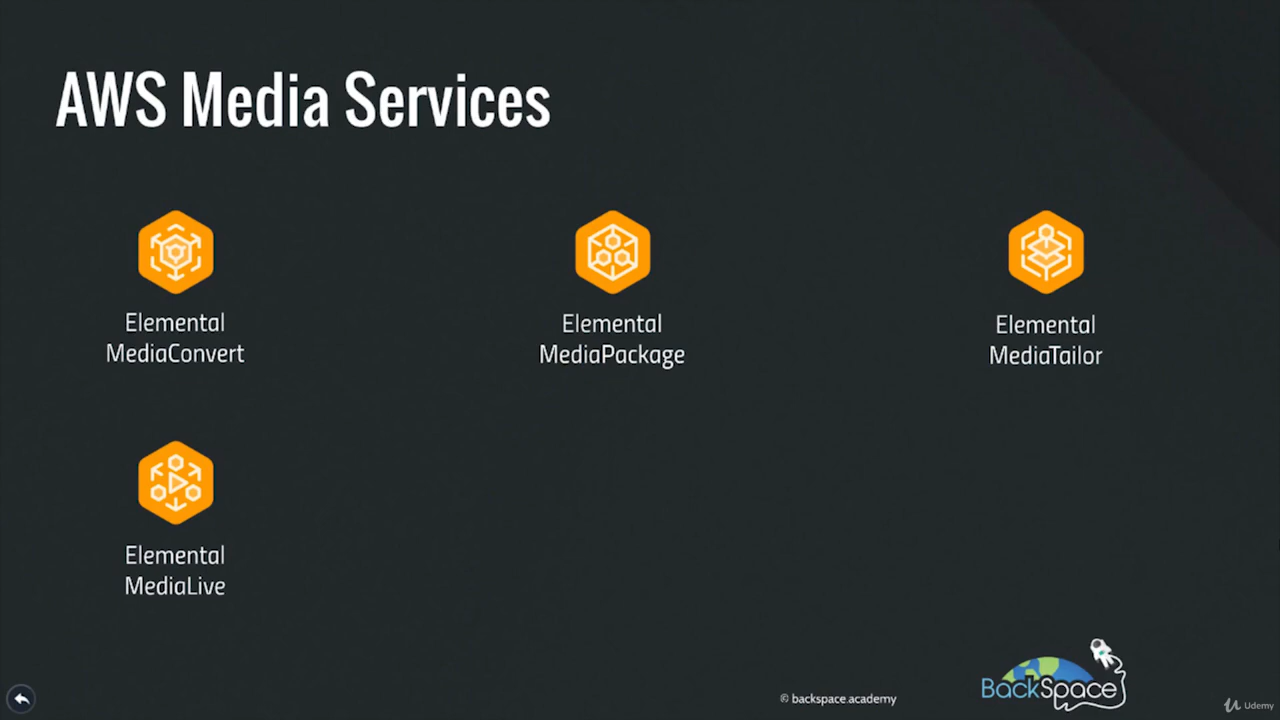 AWS Media Services
Elemental
MediaConvert
Elemental
MediaPackage
Elemental
MediaTailor
Elemental
MediaLive
© backspace.academy
BackSpace
Udemy